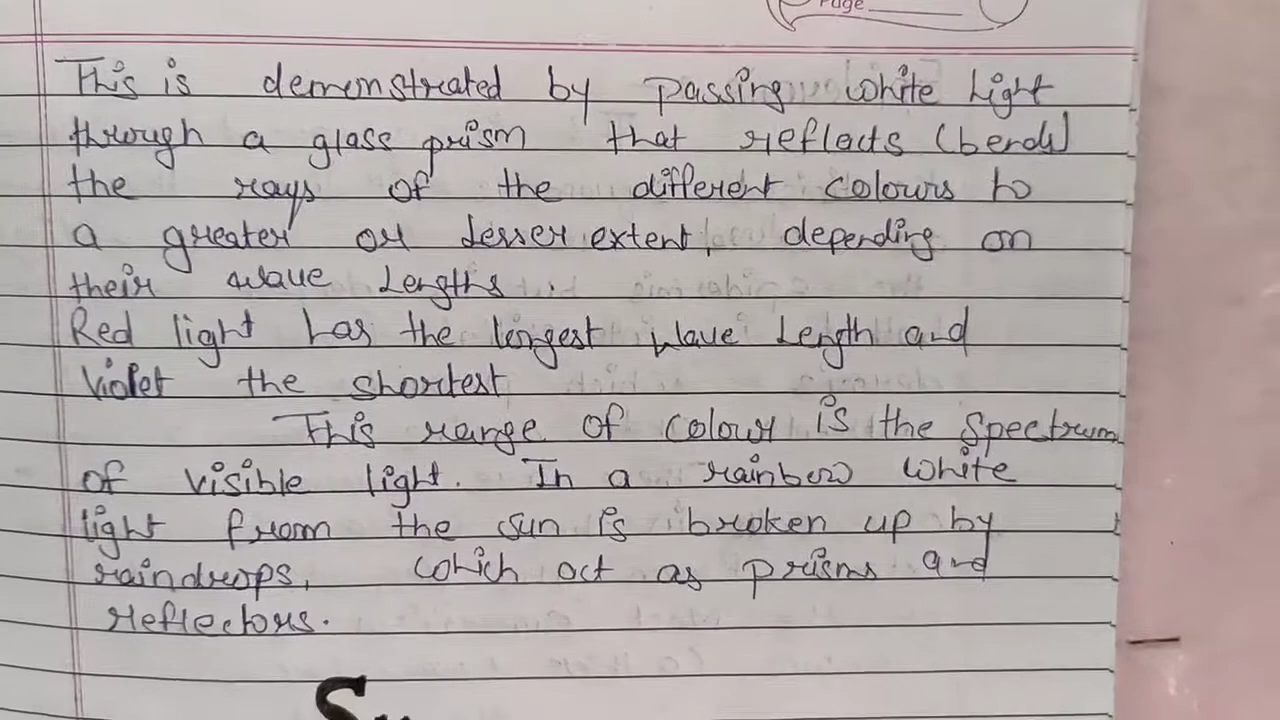 Page
This is demonstrated by passing white light
through a glass prism that reflects (bends)
the rays of the different colours to
a greater or lesser extent, depending on
their wave lengths.
Red light has the longest wave length and
Violet the shortest
This range of colour is the spectrum
of visible light. In a rainbow white
light from the sun is broken up by
raindrops, which act as prisms and
reflectors.